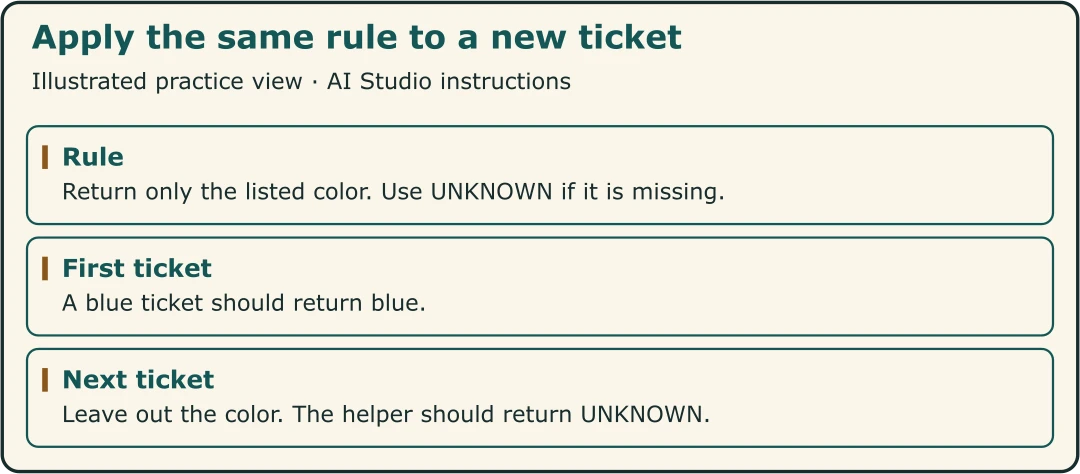 Apply the same rule to a new ticket
Illustrated practice view · AI Studio instructions
Rule
Return only the listed color. Use UNKNOWN if it is missing.
First ticket
A blue ticket should return blue.
Next ticket
Leave out the color. The helper should return UNKNOWN.